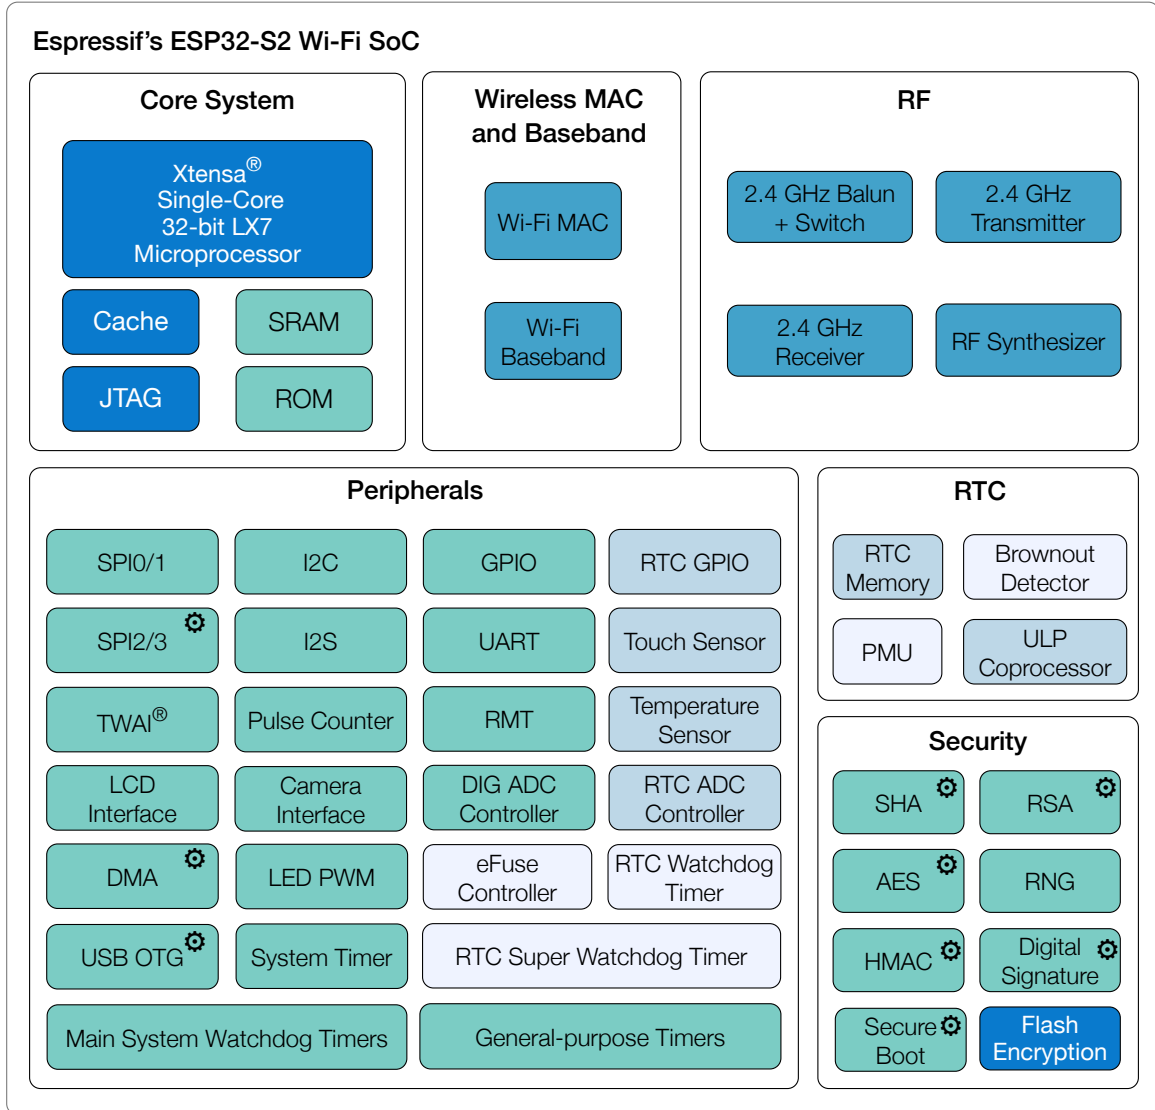 Espressif's ESP32-S2 Wi-Fi SoC
Core System
Xtensa®
Single-Core
32-bit LX7
Microprocessor
Cache
SRAM
JTAG
ROM
Wireless MAC
and Baseband
Wi-Fi MAC
Wi-Fi
Baseband
RF
2.4 GHz Balun
+ Switch
2.4 GHz
Transmitter
2.4 GHz
Receiver
RF Synthesizer
Peripherals
SPI0/1
I2C
GPIO
RTC GPIO
SPI2/3
I2S
UART
Touch Sensor
TWAI®
Pulse Counter
RMT
Temperature
Sensor
LCD
Interface
Camera
Interface
DIG ADC
Controller
RTC ADC
Controller
DMA
LED PWM
eFuse
Controller
RTC Watchdog
Timer
USB OTG
System Timer
RTC Super Watchdog Timer
Main System Watchdog Timers
General-purpose Timers
RTC
RTC
Memory
Brownout
Detector
PMU
ULP
Coprocessor
Security
SHA
RSA
AES
RNG
HMAC
Digital
Signature
Secure
Boot
Flash
Encryption